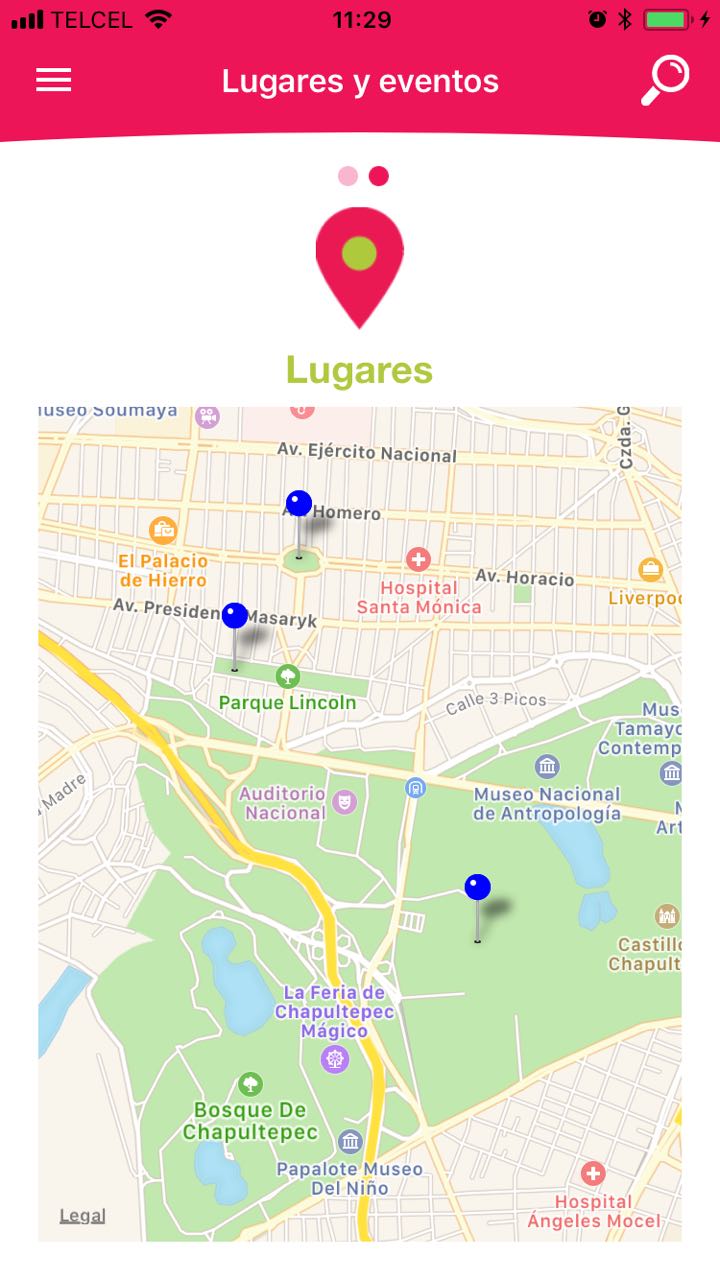 TELCEL
11:29
Lugares y eventos
Lugares
useo Soumaya
Av. Ejército Nacional
Czda. G
Homero
El Palacio
de Hierro
Hospital
Santa Mónica
Av. Horacio
Liverpoo
Av. Presiden
Masaryk
Parque Lincoln
Calle 3 Picos
Mus
Tamayo
Contemp
Auditorio
Nacional
Museo Nacional
de Antropología
M
Art
Madre
Castillo
Chapult
La Feria de
Chapultepec
Mágico
Bosque De
Chapultepec
Papalote Museo
Del Niño
Hospital
Ángeles Mocel
Legal